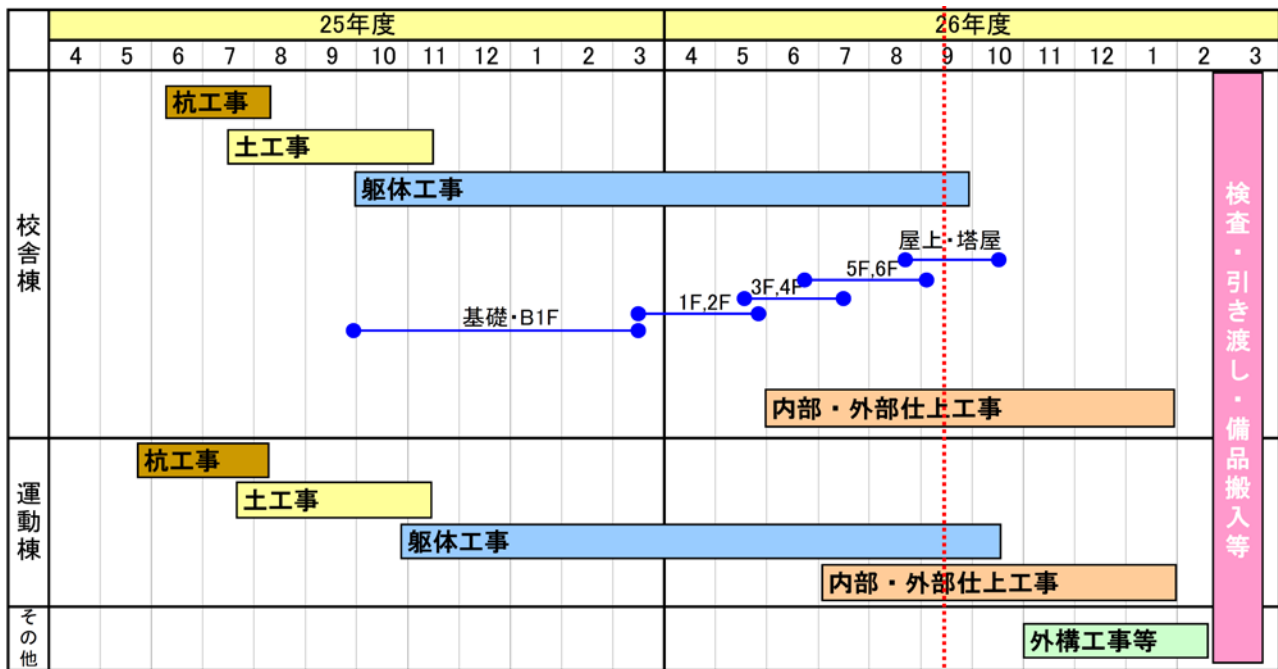 25年度 26年度
4 5 6 7 8 9 10 11 12 1 2 3 4 5 6 7 8 9 10 11 12 1 2 3
校舎棟
杭工事
土工事
躯体工事
屋上・塔屋
5F,6F
3F,4F
1F,2F
基礎・B1F
内部・外部仕上工事
運動棟
杭工事
土工事
躯体工事
内部・外部仕上工事
その他
外構工事等
検査・引き渡し・備品搬入等